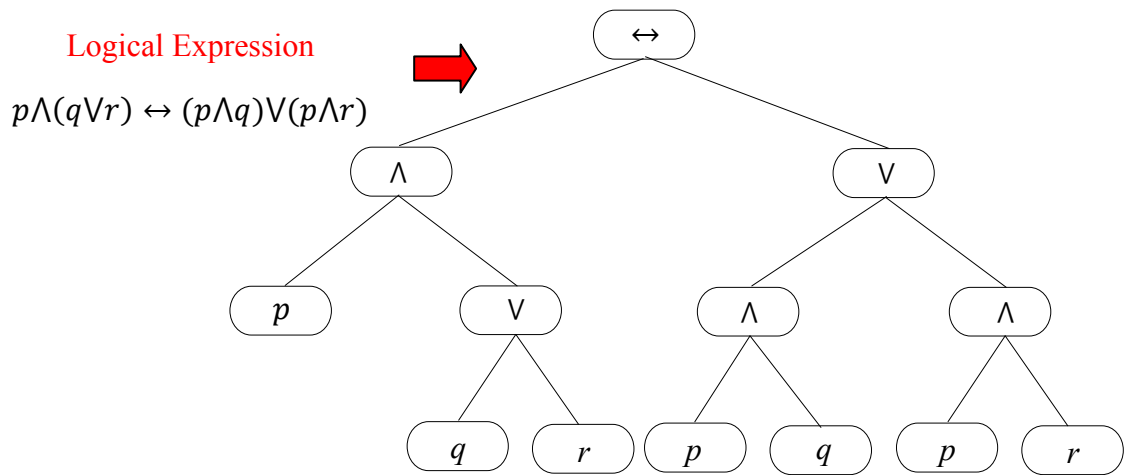 Logical Expression
p∧(q∨r) ↔ (p∧q)∨(p∧r)
↔
∧ ∨
p ∨ ∧ ∧
q r p q p r